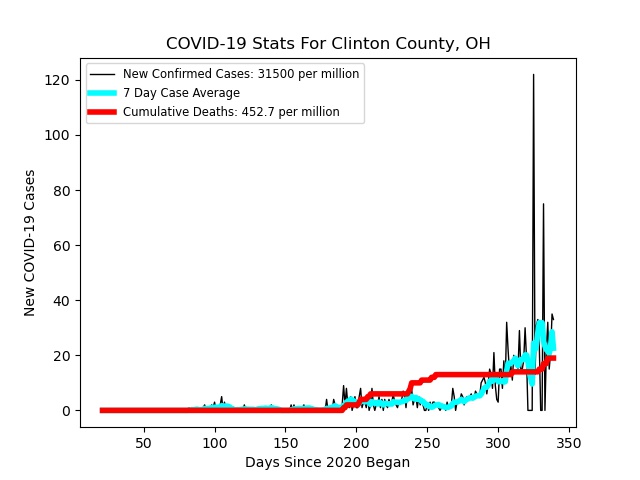 COVID-19 Stats For Clinton County, OH
New Confirmed Cases: 31500 per million
7 Day Case Average
Cumulative Deaths: 452.7 per million
New COVID-19 Cases
120
100
80
60
40
20
0
50 100 150 200 250 300 350
Days Since 2020 Began